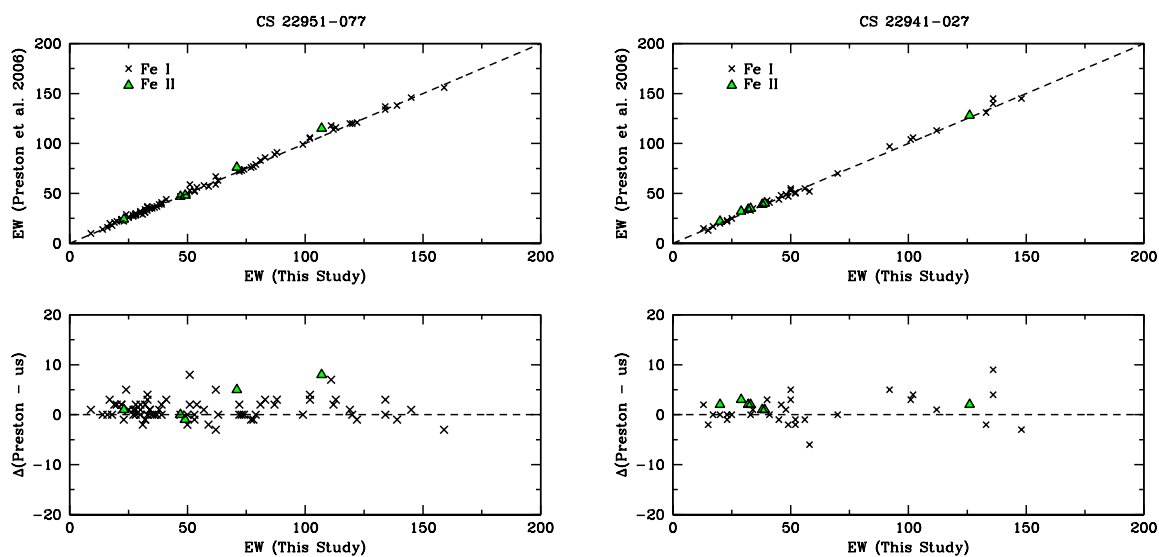 CS 22951-077
EW (Preston et al. 2006)
200
150
100
50
0
Fe I
Fe II
0 50 100 150 200
EW (This Study)
CS 22941-027
EW (Preston et al. 2006)
200
150
100
50
0
Fe I
Fe II
0 50 100 150 200
EW (This Study)
Δ(Preston - us)
20
10
0
-10
-20
0 50 100 150 200
EW (This Study)
Δ(Preston - us)
20
10
0
-10
-20
0 50 100 150 200
EW (This Study)